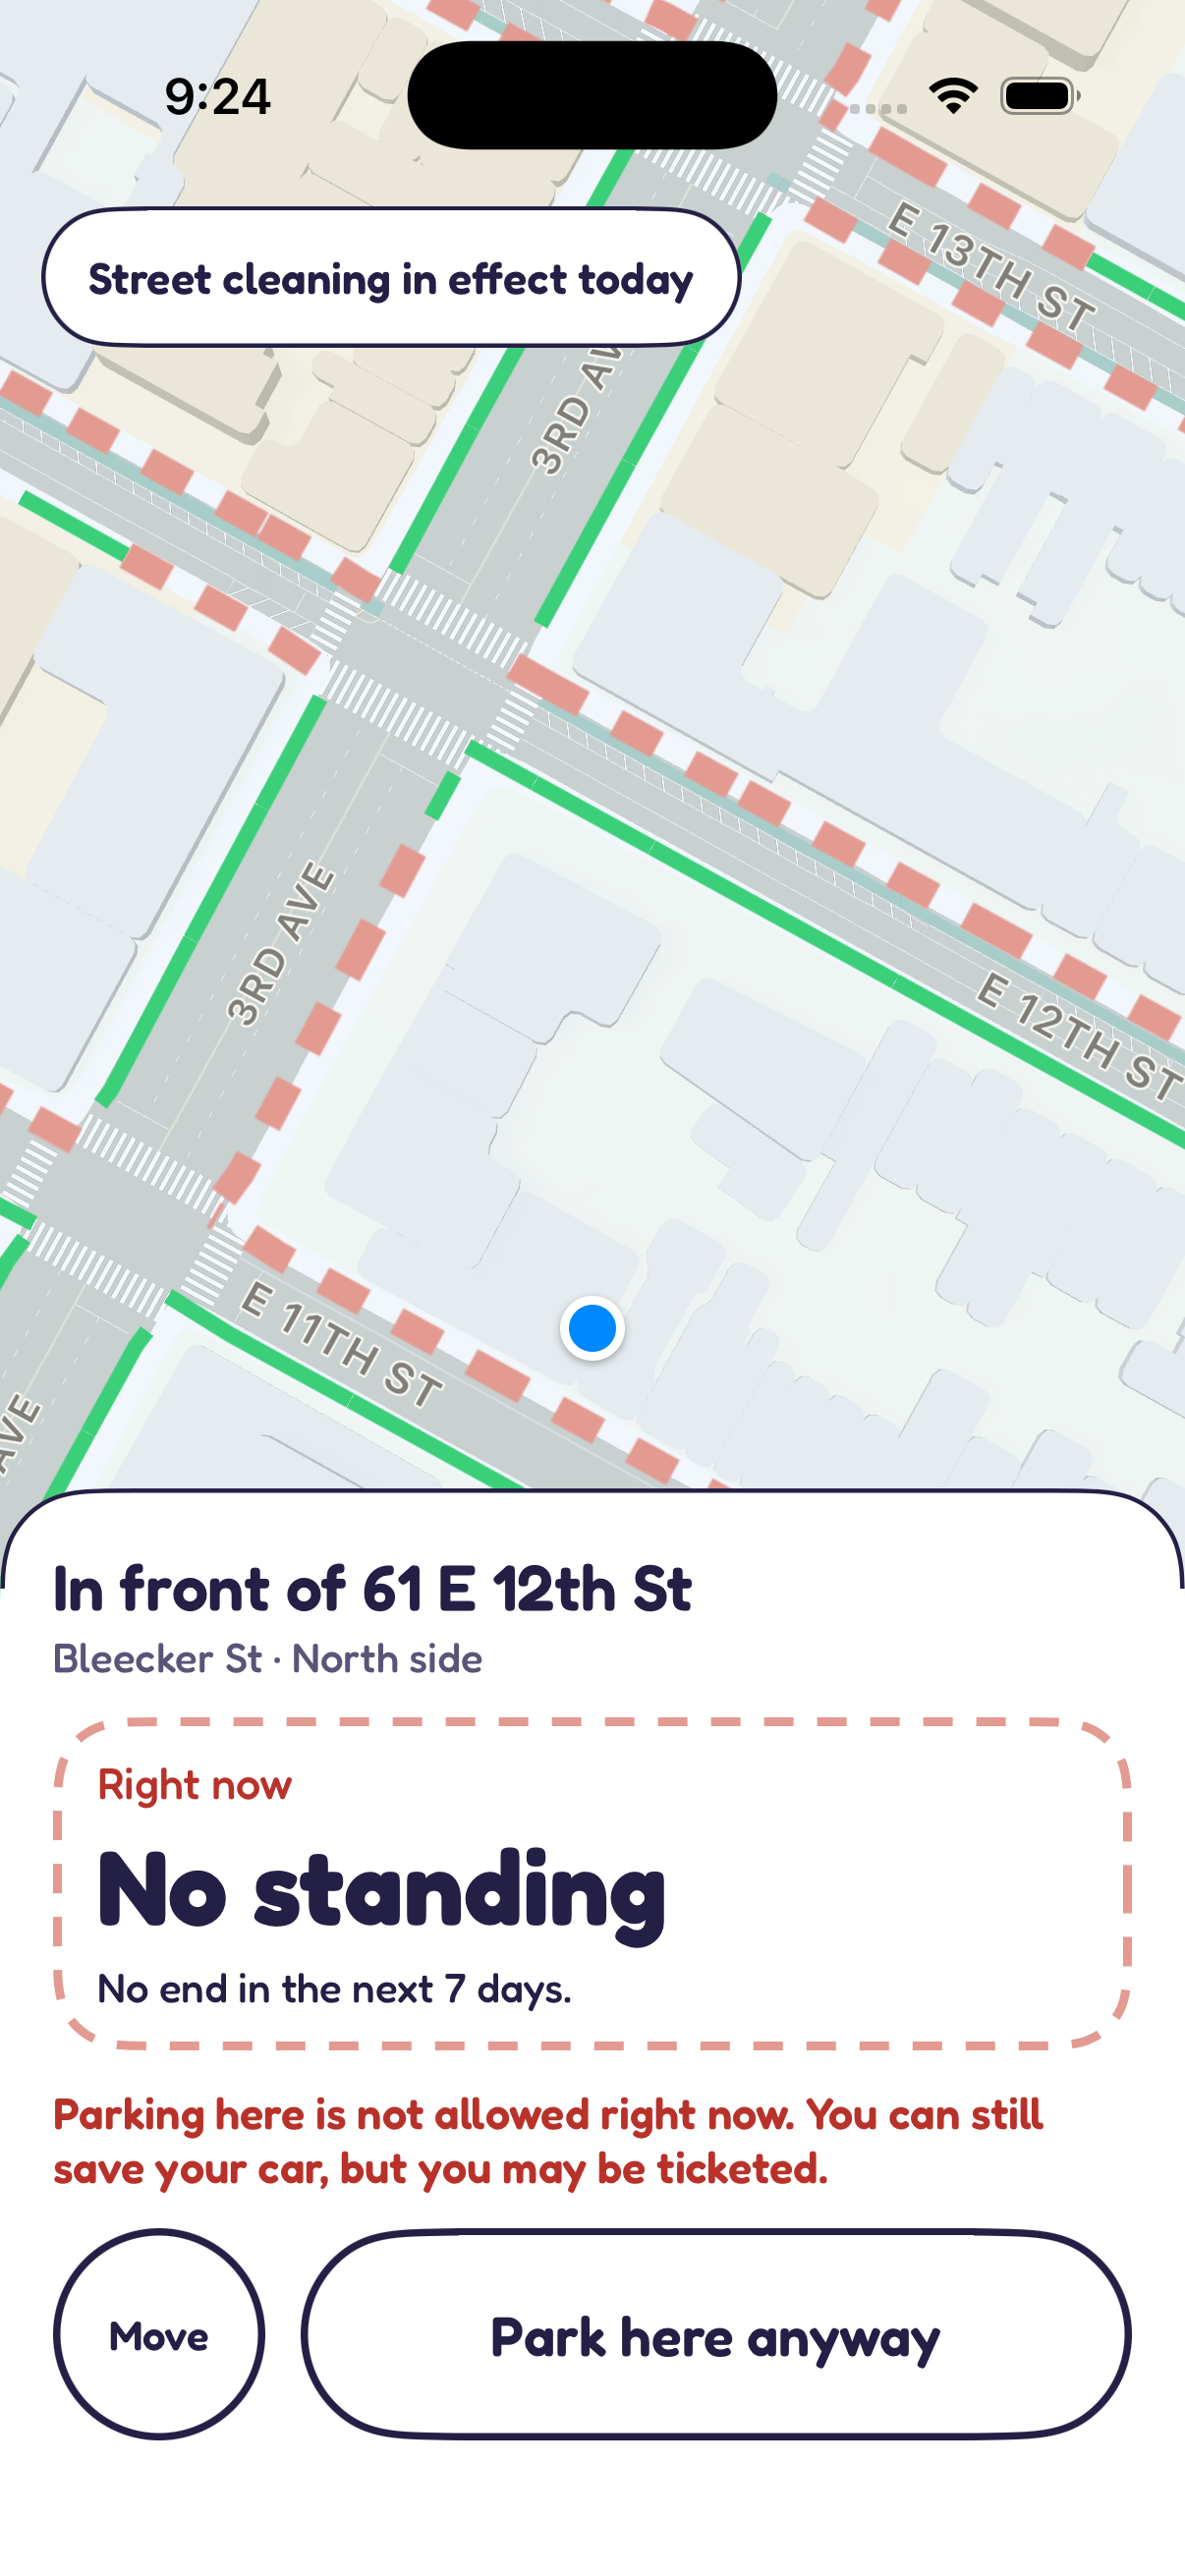 9:24
E 13TH ST
Street cleaning in effect today
3RD AV
3RD AVE
E 12TH ST
E 11TH ST
AVE
In front of 61 E 12th St
Bleecker St · North side
Right now
No standing
No end in the next 7 days.
Parking here is not allowed right now. You can still
save your car, but you may be ticketed.
Move
Park here anyway